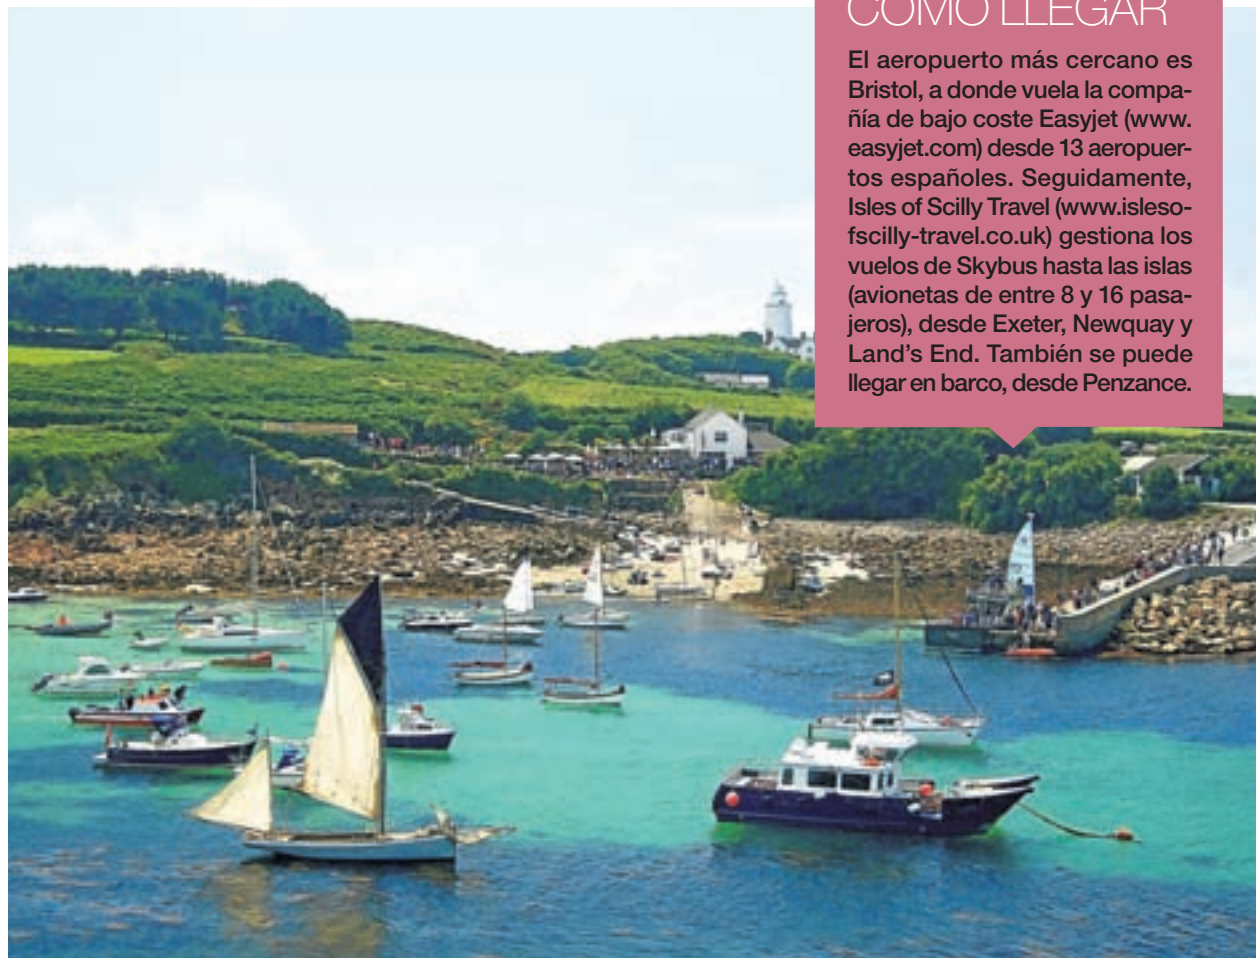 CÓMO LLEGAR
El aeropuerto más cercano es
Bristol, a donde vuela la compa-
ñía de bajo coste Easyjet (www.
easyjet.com) desde 13 aeropuer-
tos españoles. Seguidamente,
Isles of Scilly Travel (www.isleso-
fscilly-travel.co.uk) gestiona los
vuelos de Skybus hasta las islas
(avionetas de entre 8 y 16 pasa-
jeros), desde Exeter, Newquay y
Land's End. También se puede
llegar en barco, desde Penzance.